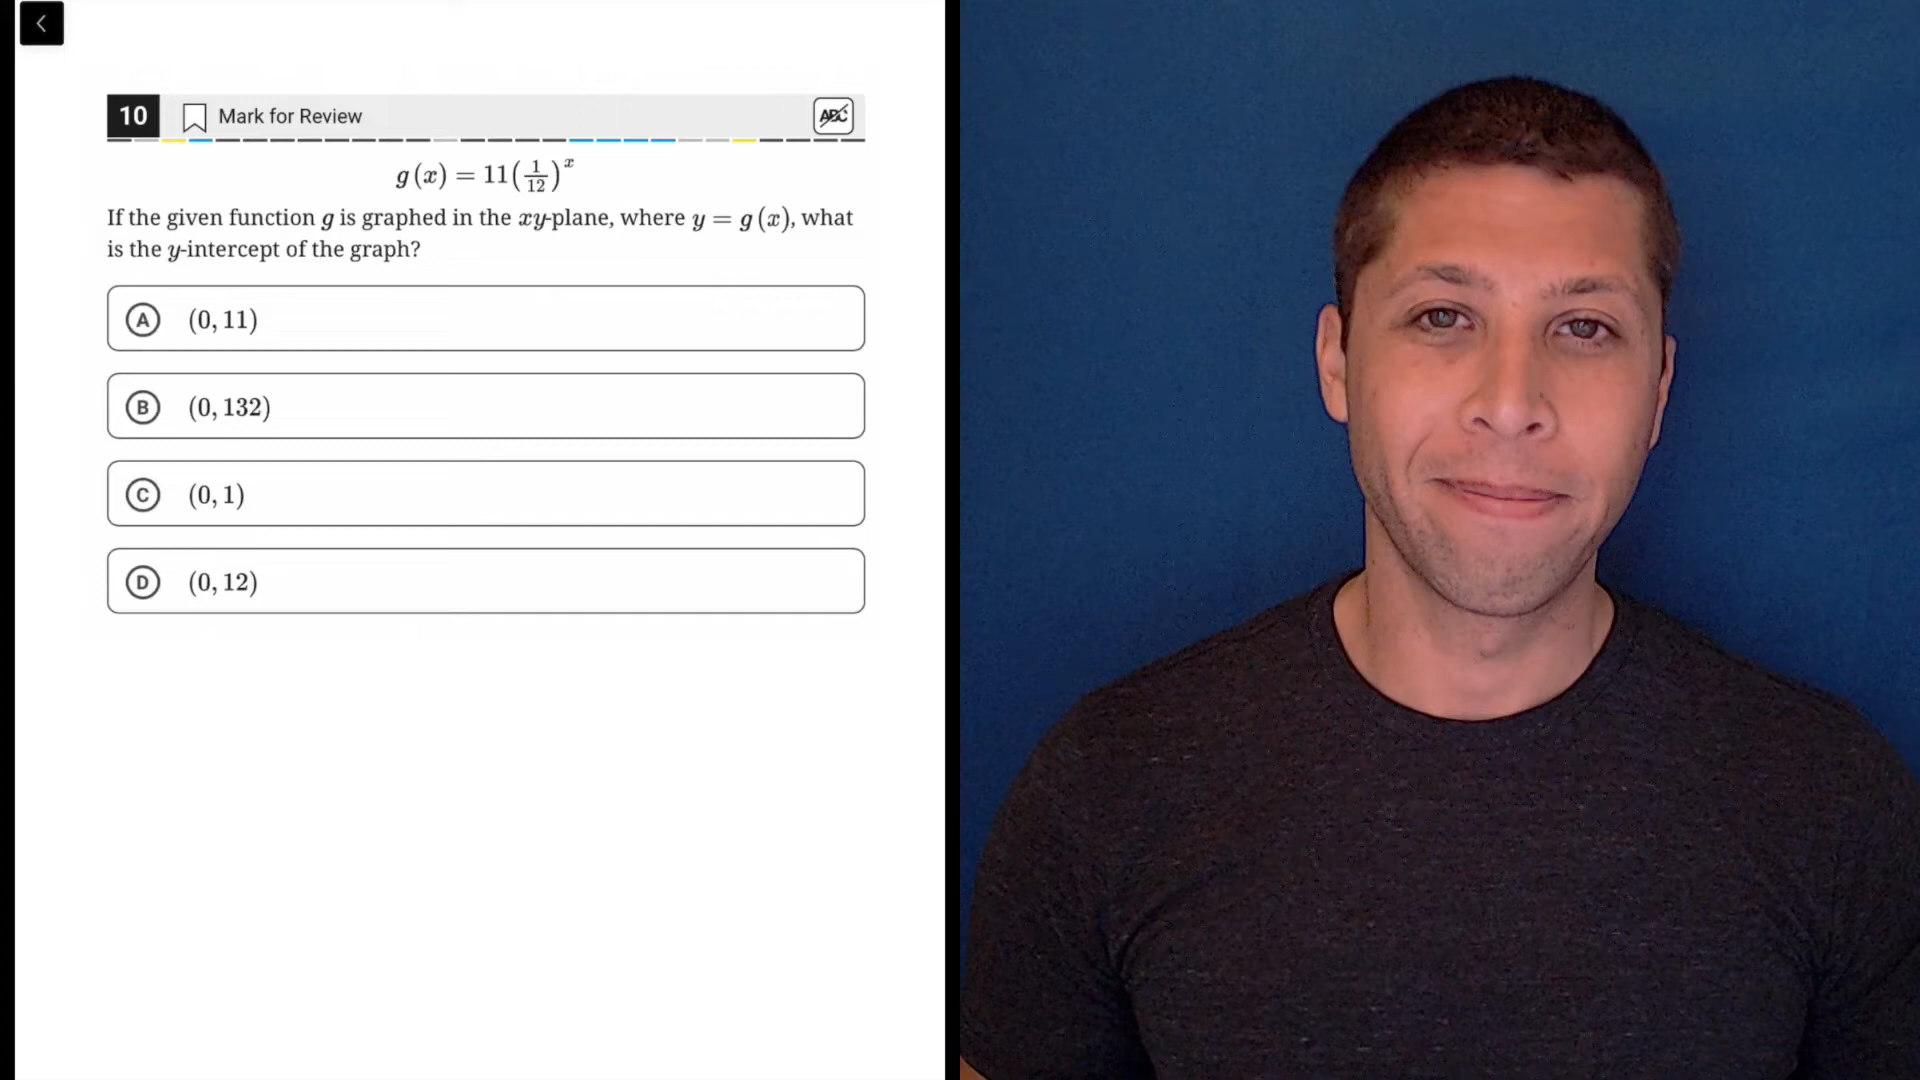 10 Mark for Review ABC
g(x) = 11(1/12)^x
If the given function g is graphed in the xy-plane, where y = g(x), what
is the y-intercept of the graph?
A (0, 11)
B (0, 132)
C (0, 1)
D (0, 12)